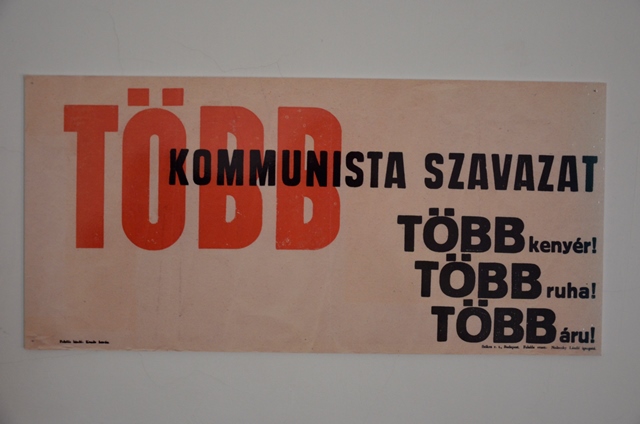 TÖBB
KOMMUNISTA SZAVAZAT
TÖBB kenyér!
TÖBB ruha!
TÖBB áru!